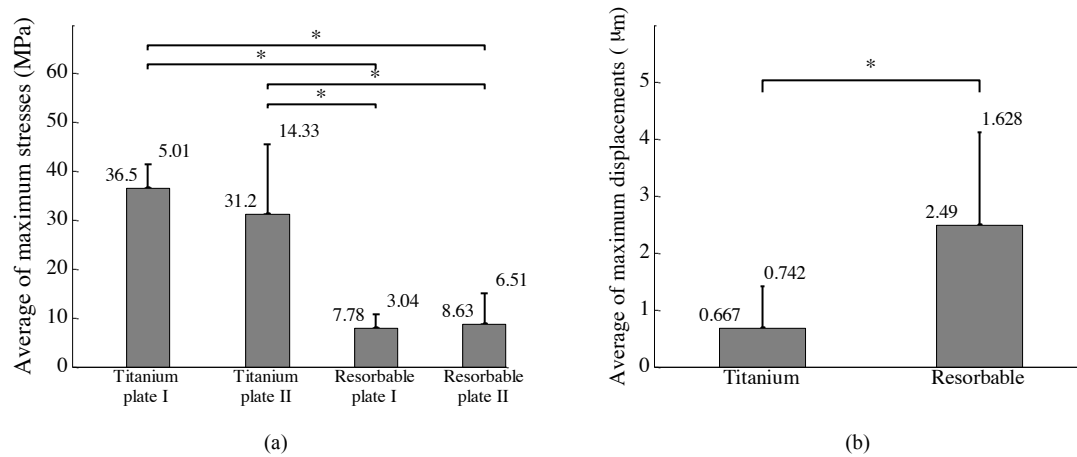 Average of maximum stresses (MPa)
60
50
40
30
20
10
0
*
*
*
*
36.5
5.01
31.2
14.33
7.78
3.04
8.63
6.51
Titanium
plate I
Titanium
plate II
Resorbable
plate I
Resorbable
plate II
(a)
Average of maximum displacements ( μm)
5
4
3
2
1
0
*
0.667
0.742
2.49
1.628
Titanium
Resorbable
(b)